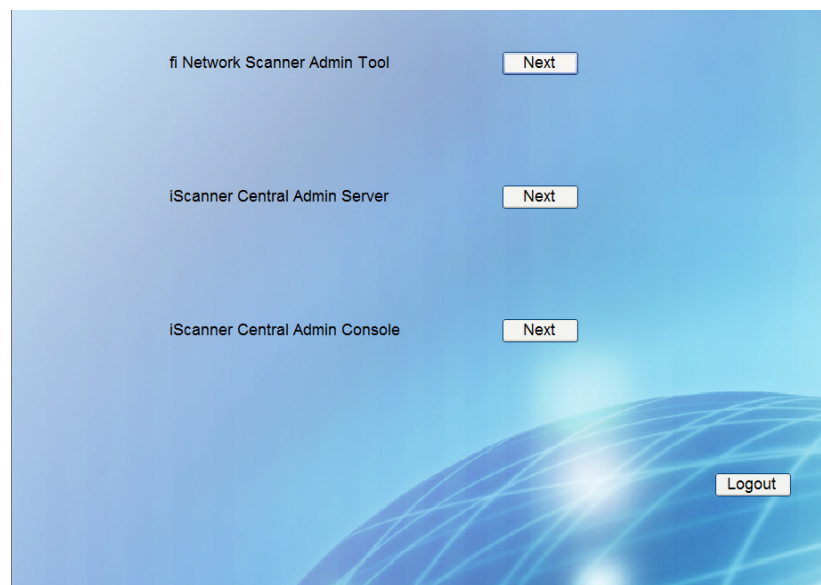 fi Network Scanner Admin Tool Next
iScanner Central Admin Server Next
iScanner Central Admin Console Next
Logout